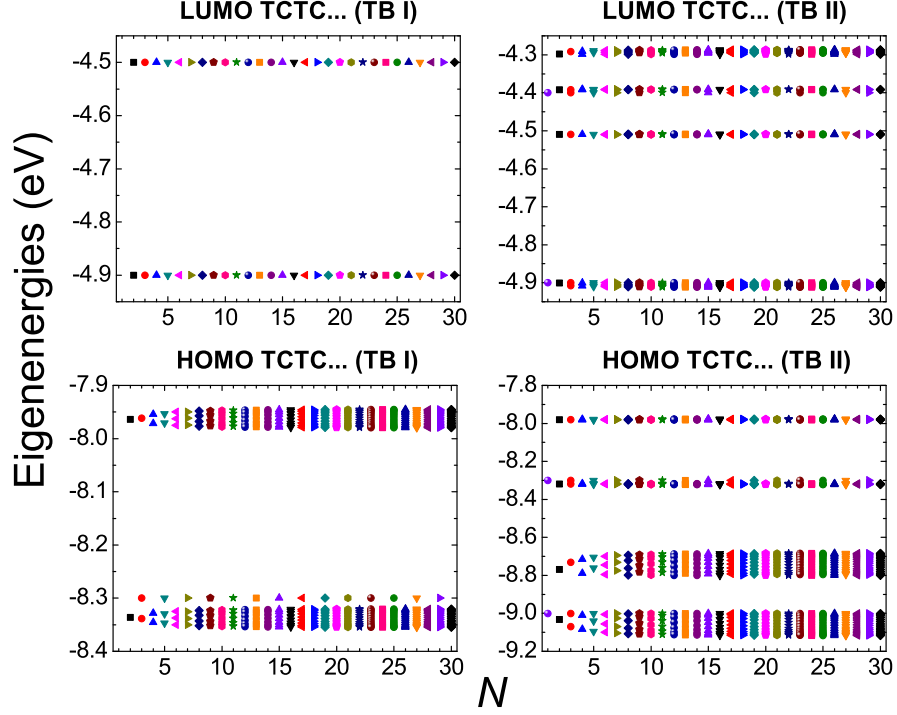 LUMO TCTC... (TB I)
LUMO TCTC... (TB II)
Eigenenergies (eV)
-4.5
-4.6
-4.7
-4.8
-4.9
5 10 15 20 25 30
-4.3
-4.4
-4.5
-4.6
-4.7
-4.8
-4.9
5 10 15 20 25 30
HOMO TCTC... (TB I)
HOMO TCTC... (TB II)
-7.9
-8.0
-8.1
-8.2
-8.3
-8.4
5 10 15 20 25 30
-7.8
-8.0
-8.2
-8.4
-8.6
-8.8
-9.0
-9.2
5 10 15 20 25 30
N